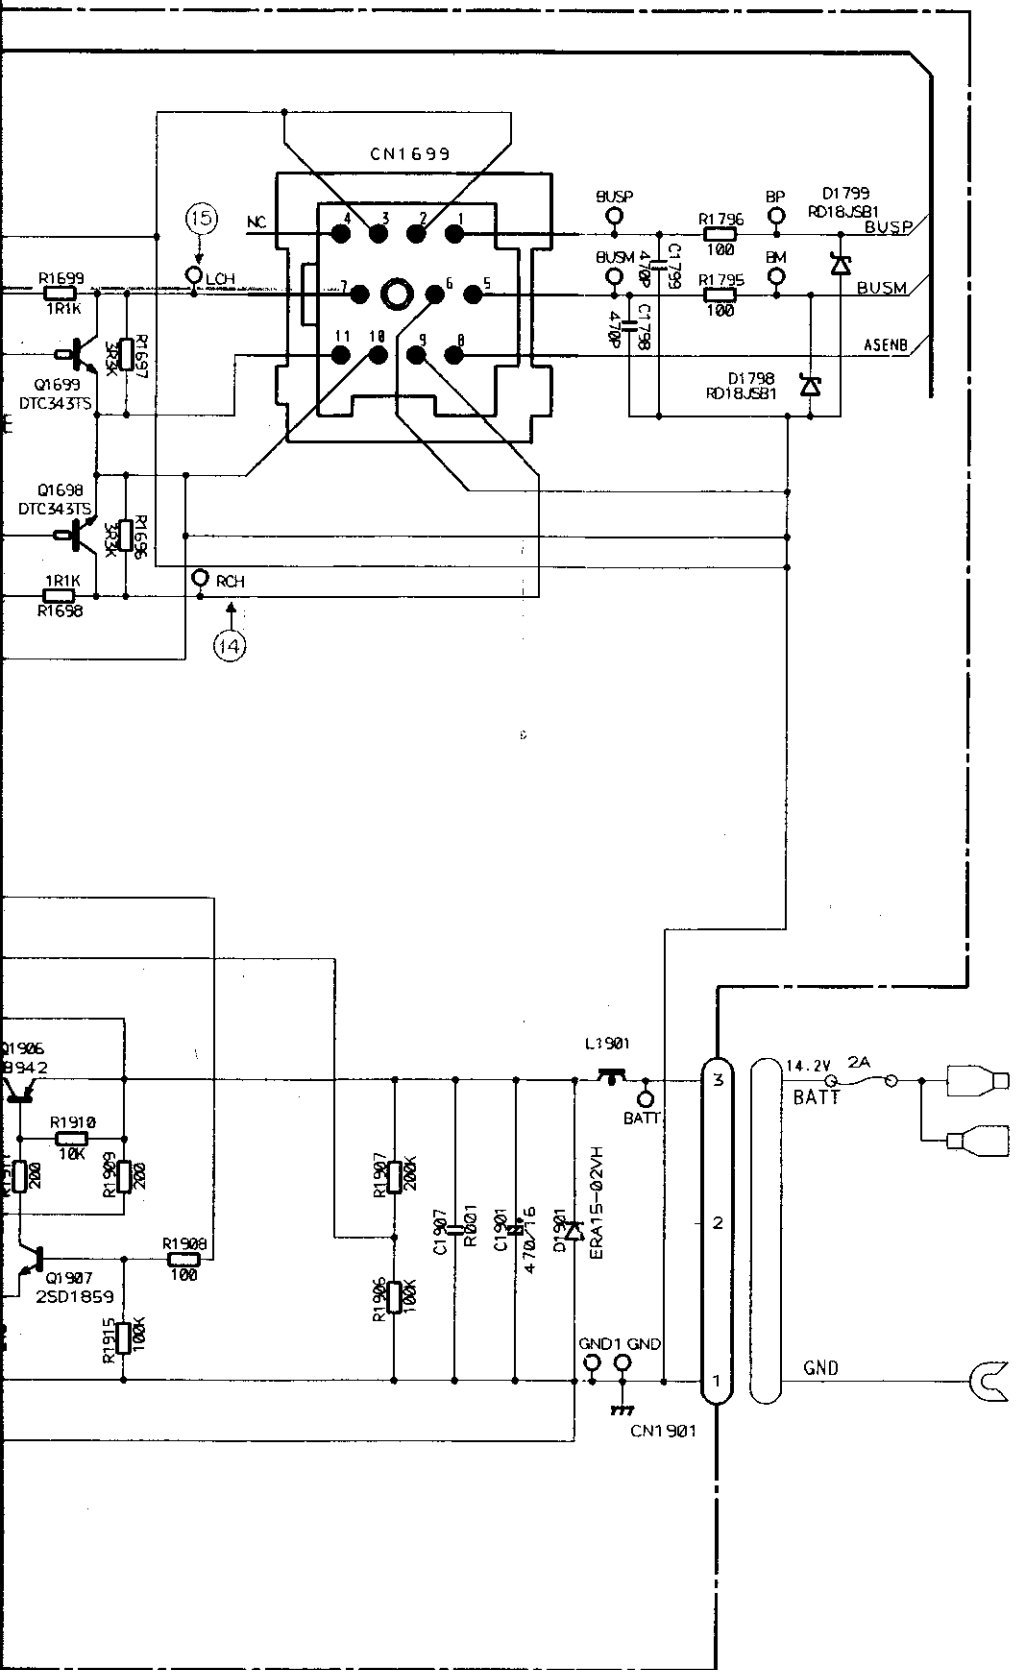 CN1699
NC
4
3
2
1
7
6
5
11
10
9
8
15
LCH
R1699
1R1K
R1697
3R3K
Q1699
DTC343TS
Q1698
DTC343TS
R1696
3R3K
1R1K
R1698
RCH
14
BUSP
BP
D1799
RD18JSB1
R1796
100
BUSP
C1799
470P
BUSM
BM
R1795
100
BUSM
C1798
470P
ASENB
D1798
RD18JSB1
Q1906
B942
R1910
10K
200
R1909
200
R1908
100
Q1907
2SD1859
R1915
100K
R1907
200K
R1906
100K
C1907
R001
C1901
470/16
D1901
ERA15-02VH
L1901
BATT
3
2
1
14.2V
2A
BATT
GND1
GND
GND
CN1901